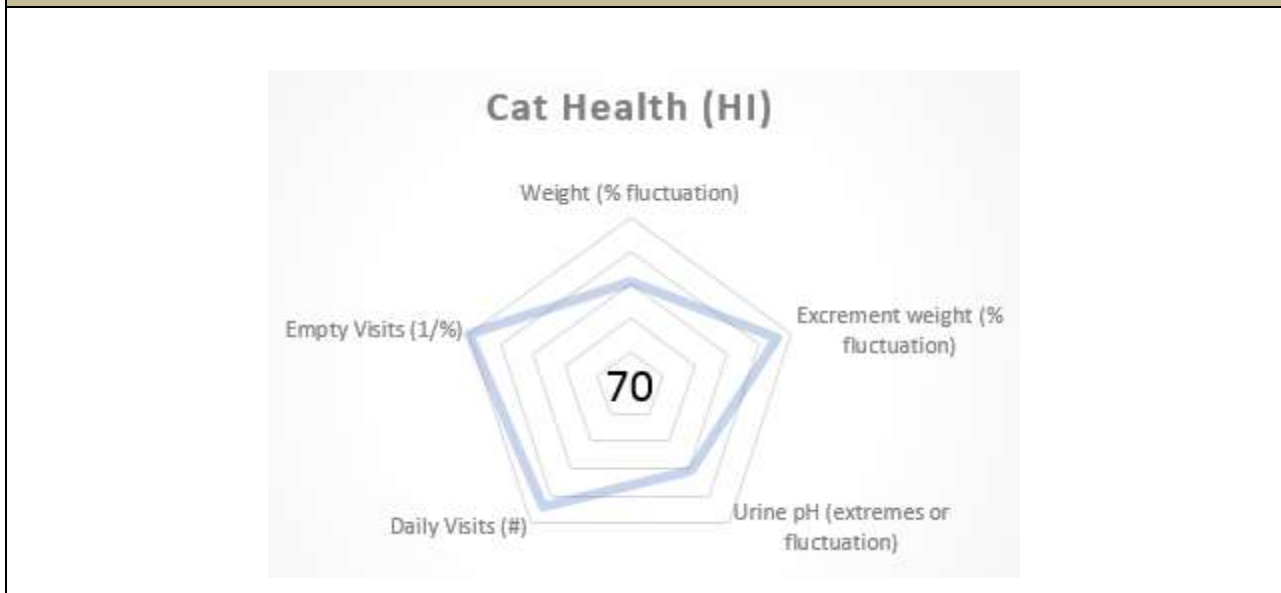 Cat Health (HI)
Weight (% fluctuation)
Empty Visits (1/%)
Excrement weight (%
fluctuation)
70
Daily Visits (#)
Urine pH (extremes or
fluctuation)